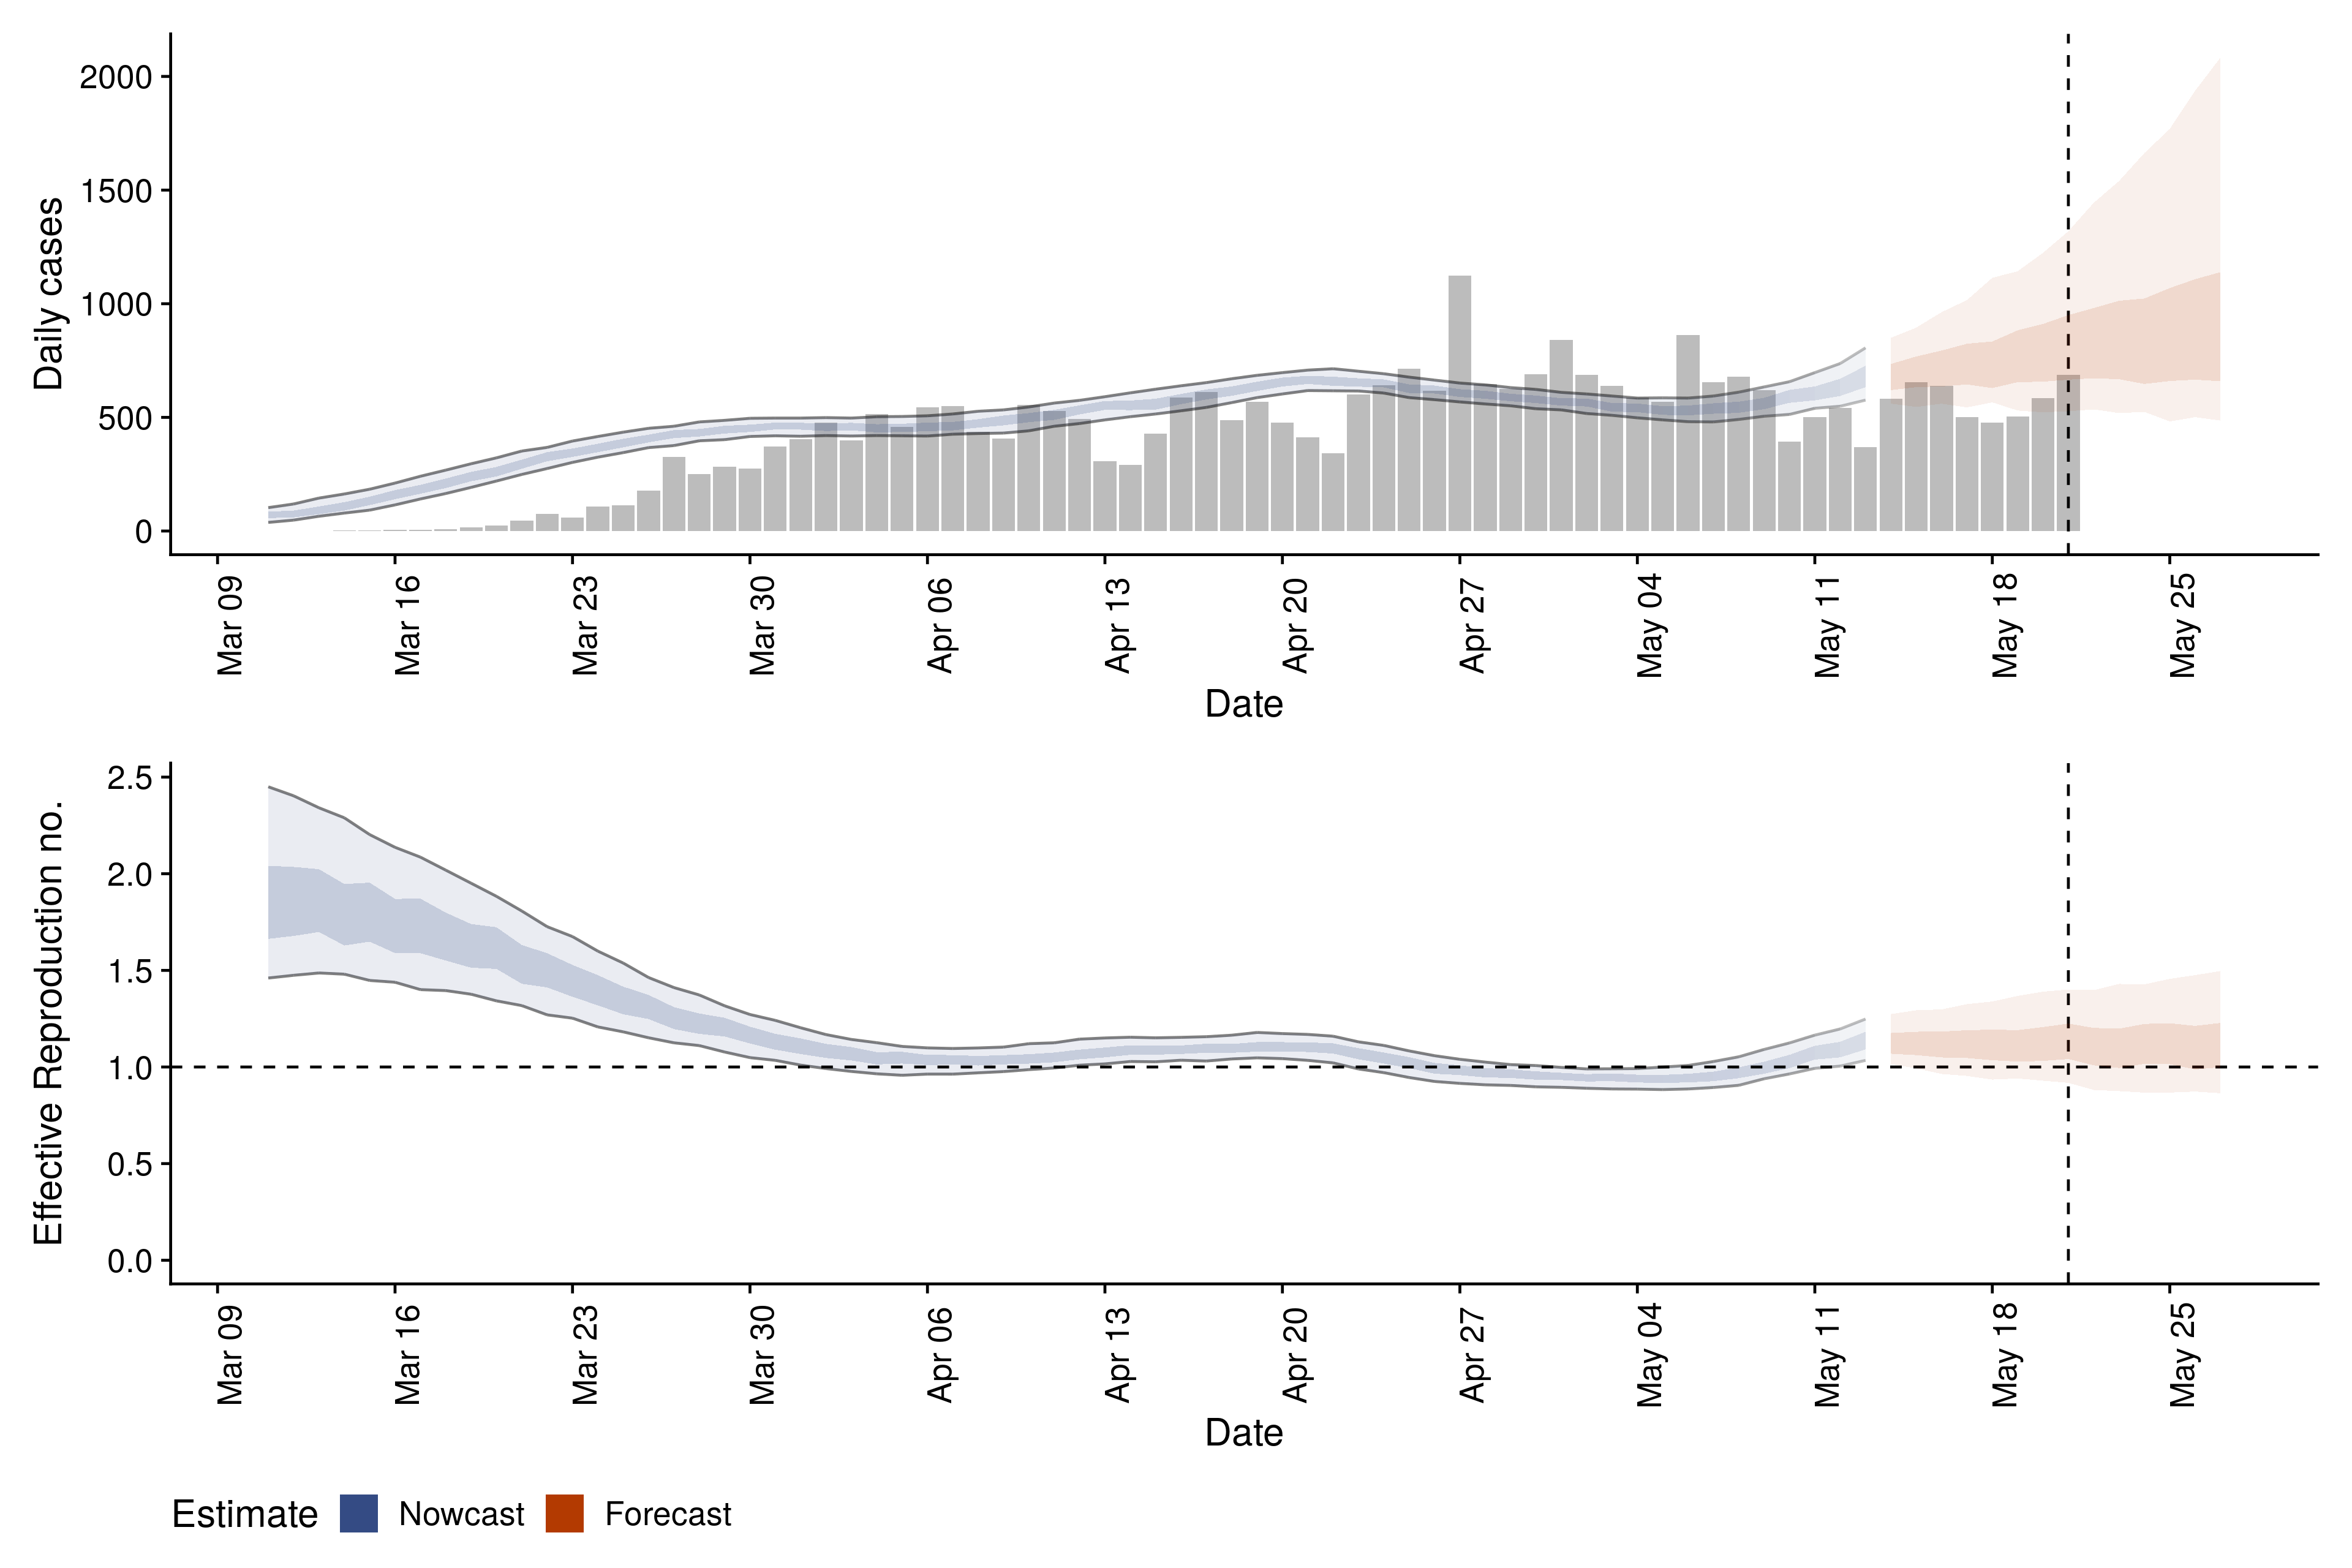 Daily cases
2000
1500
1000
500
0
Mar 09 Mar 16 Mar 23 Mar 30 Apr 06 Apr 13 Apr 20 Apr 27 May 04 May 11 May 18 May 25
Date
Effective Reproduction no.
2.5
2.0
1.5
1.0
0.5
0.0
Mar 09 Mar 16 Mar 23 Mar 30 Apr 06 Apr 13 Apr 20 Apr 27 May 04 May 11 May 18 May 25
Date
Estimate Nowcast Forecast